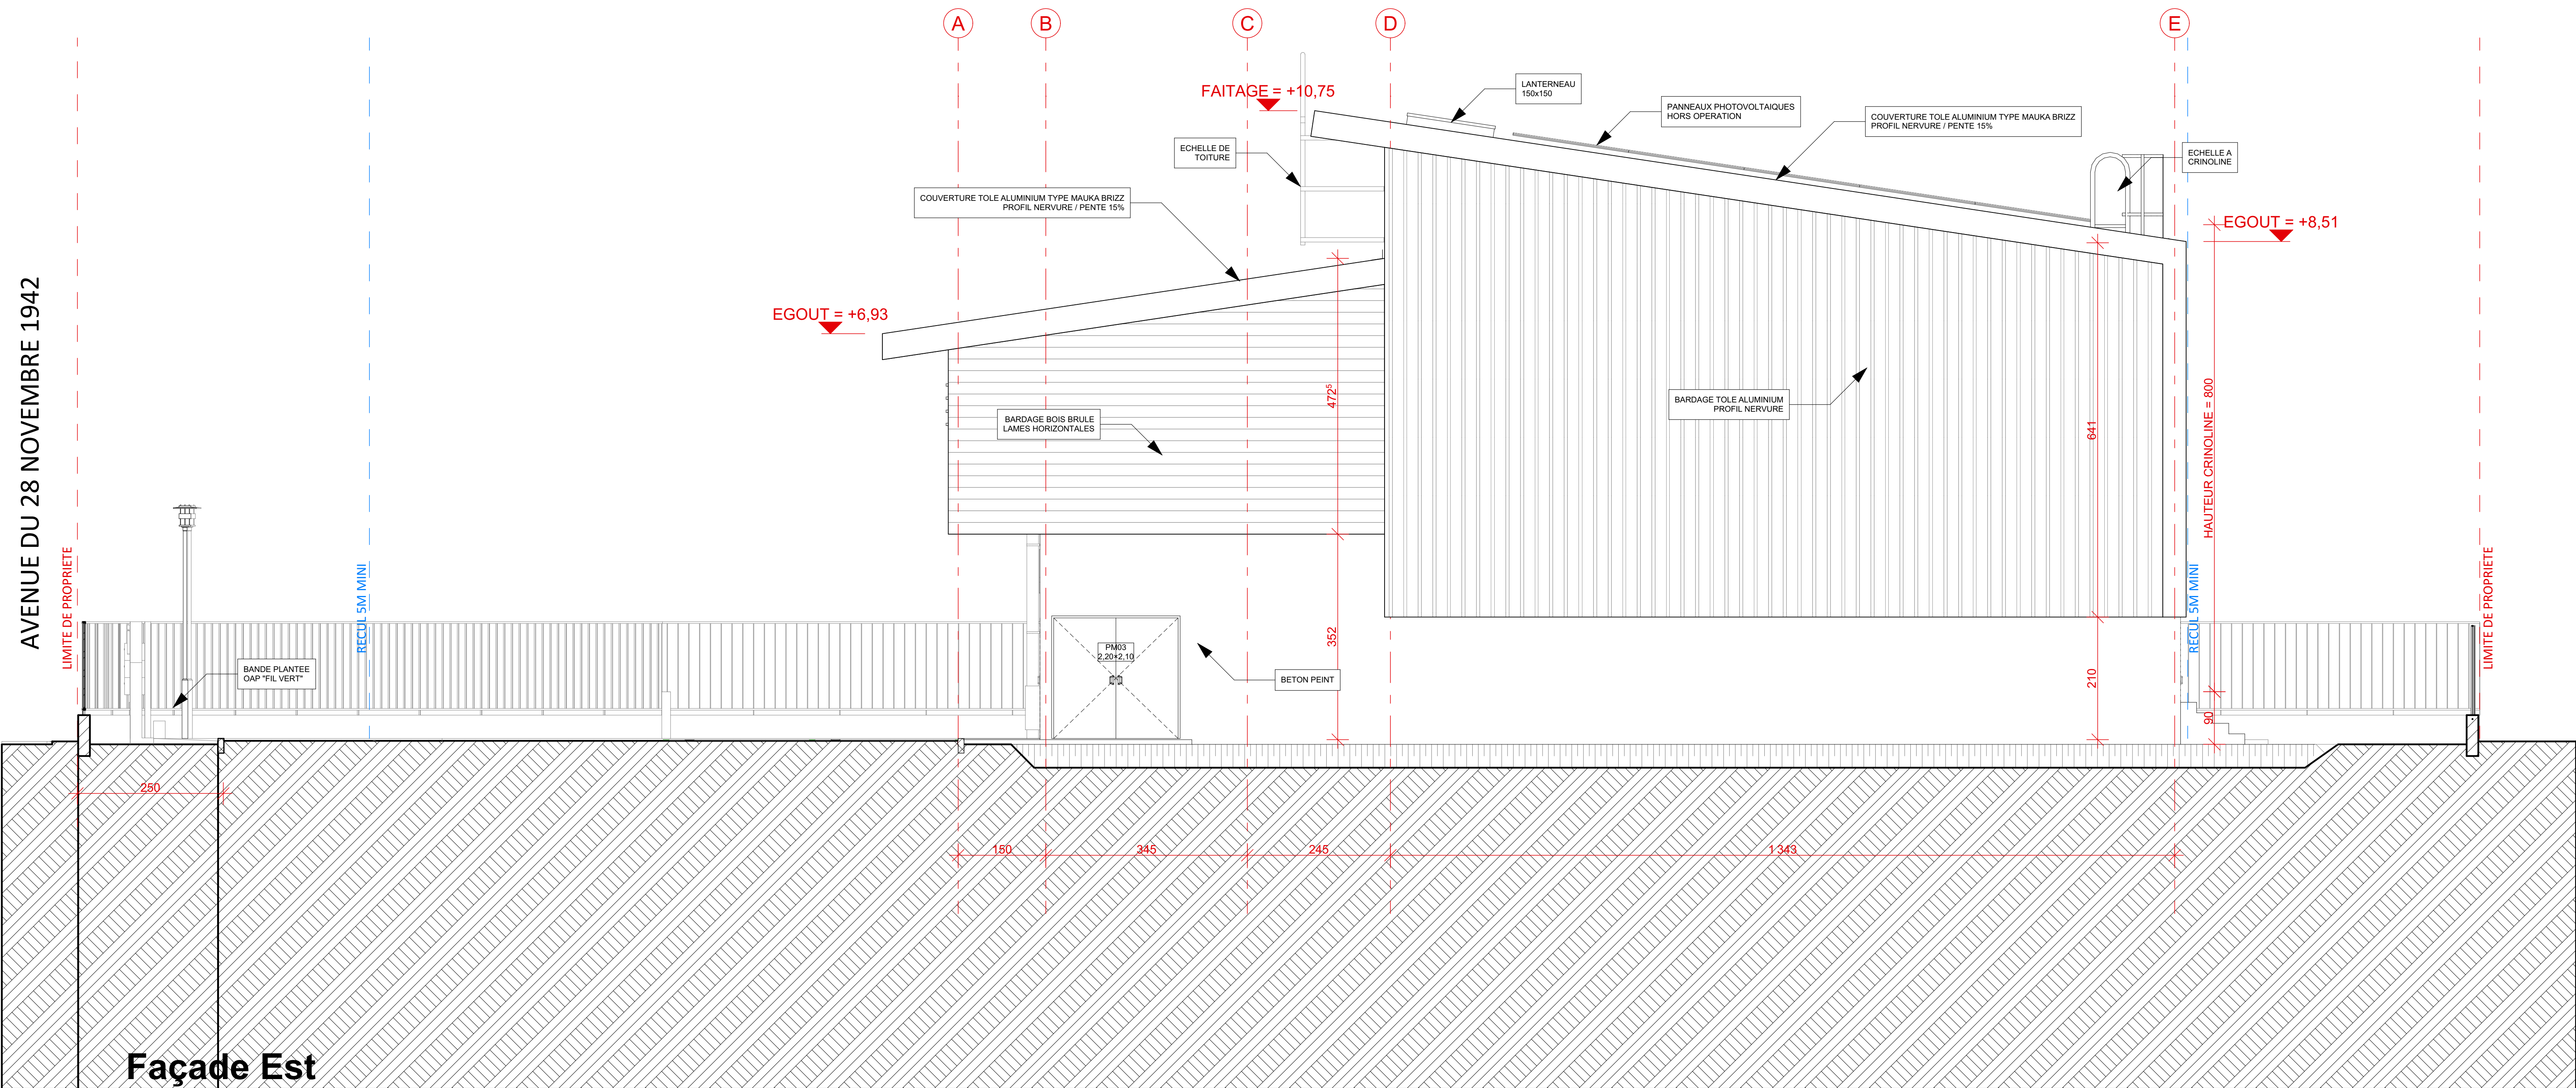 A
B
C
D
E
FAITAGE = +10,75
LANTERNEAU
150x150
PANNEAUX PHOTOVOLTAIQUES
HORS OPERATION
COUVERTURE TOLE ALUMINIUM TYPE MAUKA BRIZZ
PROFIL NERVURE / PENTE 15%
ECHELLE DE
TOITURE
ECHELLE A
CRINOLINE
COUVERTURE TOLE ALUMINIUM TYPE MAUKA BRIZZ
PROFIL NERVURE / PENTE 15%
EGOUT = +8,51
EGOUT = +6,93
AVENUE DU 28 NOVEMBRE 1942
LIMITE DE PROPRIETE
RECUL 5M MINI
472⁵
BARDAGE BOIS BRULE
LAMES HORIZONTALES
BARDAGE TOLE ALUMINIUM
PROFIL NERVURE
641
HAUTEUR CRINOLINE = 800
RECUL 5M MINI
LIMITE DE PROPRIETE
BANDE PLANTEE
OAP "FIL VERT"
PM03
2,20×2,10
352
BETON PEINT
210
90
250
150
345
245
1 343
Façade Est